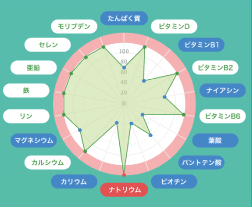 たんぱく質
ビタミンD
ビタミンB1
ビタミンB2
ナイアシン
ビタミンB6
葉酸
パントテン酸
ビオチン
ナトリウム
カリウム
カルシウム
マグネシウム
リン
鉄
亜鉛
セレン
モリブデン
100
80
60
40
20
0